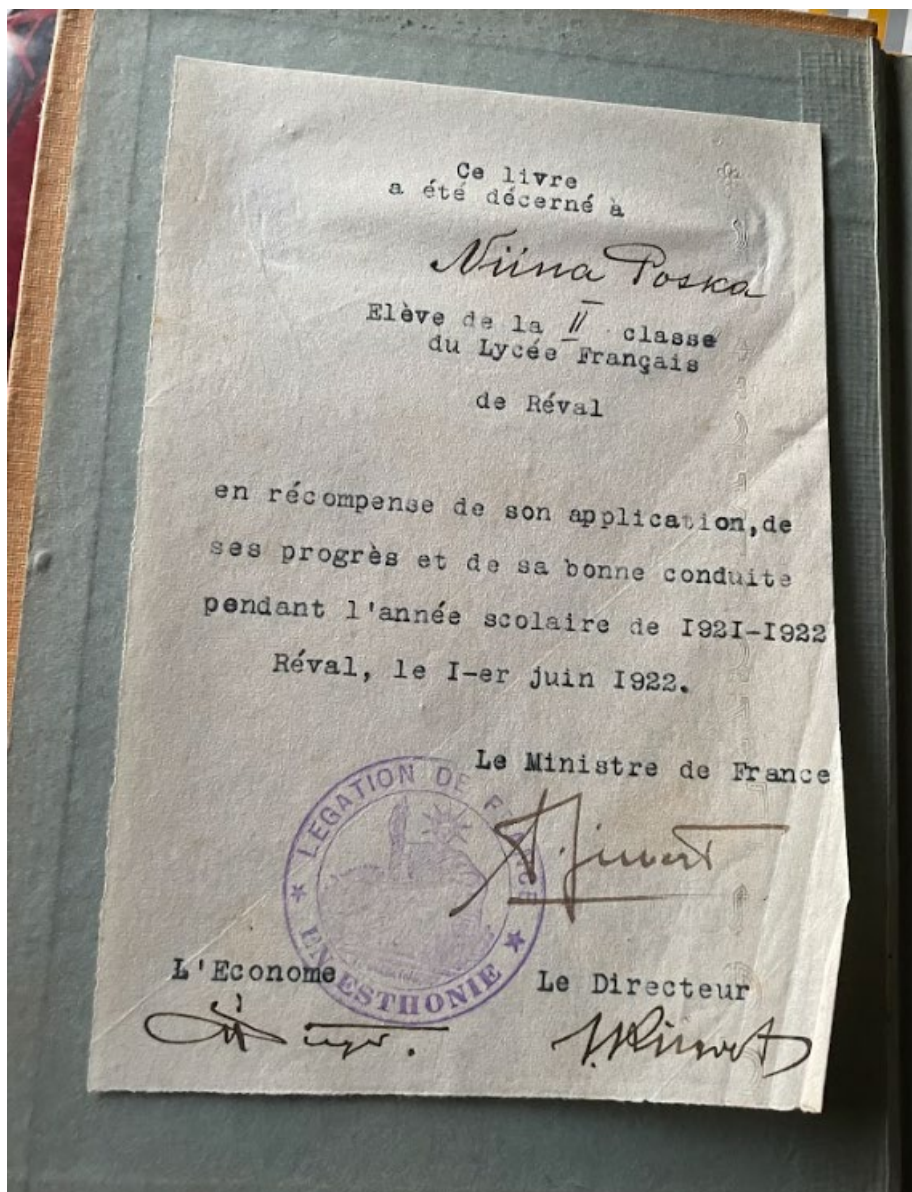 Ce livre
a été décerné à
Niina Poska
Elève de la II classe
du Lycée Français
de Réval
en récompense de son application,de
ses progrès et de sa bonne conduite
pendant l'année scolaire de I92I-I922
Réval, le I-er juin I922.
Le Ministre de France
LEGATION DE FRANCE
EN ESTHONIE
L'Econome
Le Directeur